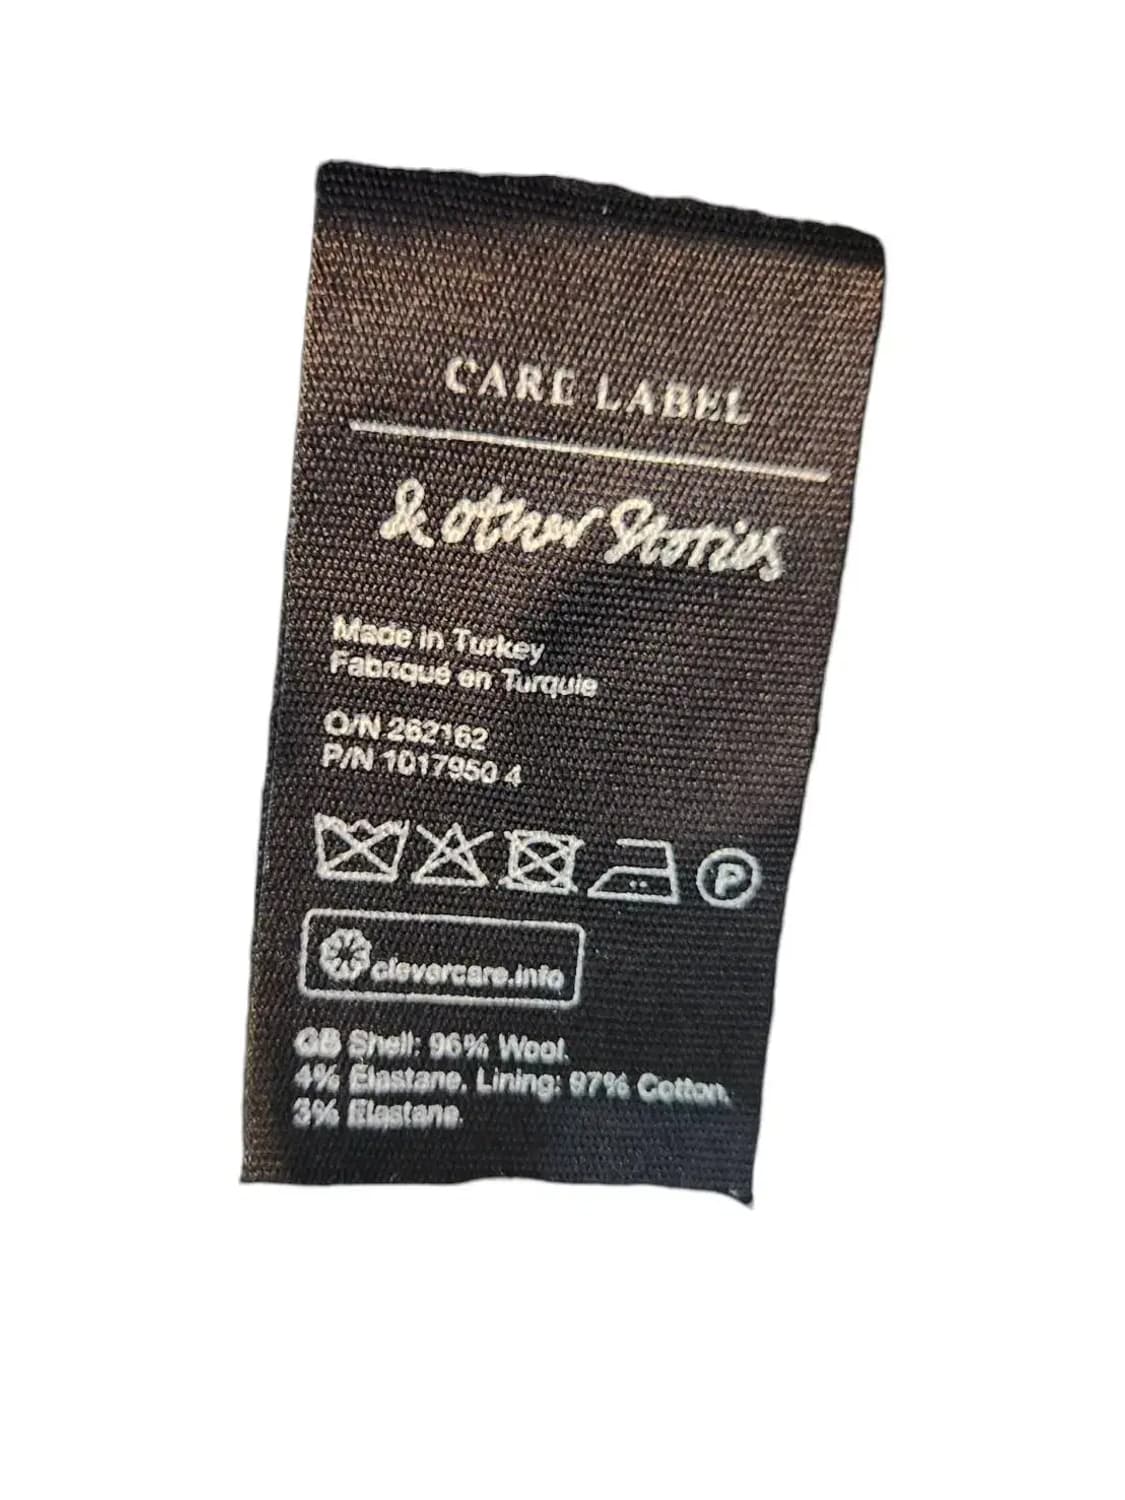 CARE LABEL
& other Stories
Made in Turkey
Fabriqué en Turquie
O/N 262162
P/N 1017950 4
P
clevercare.info
GB Shell: 96% Wool.
4% Elastane. Lining: 97% Cotton.
3% Elastane.